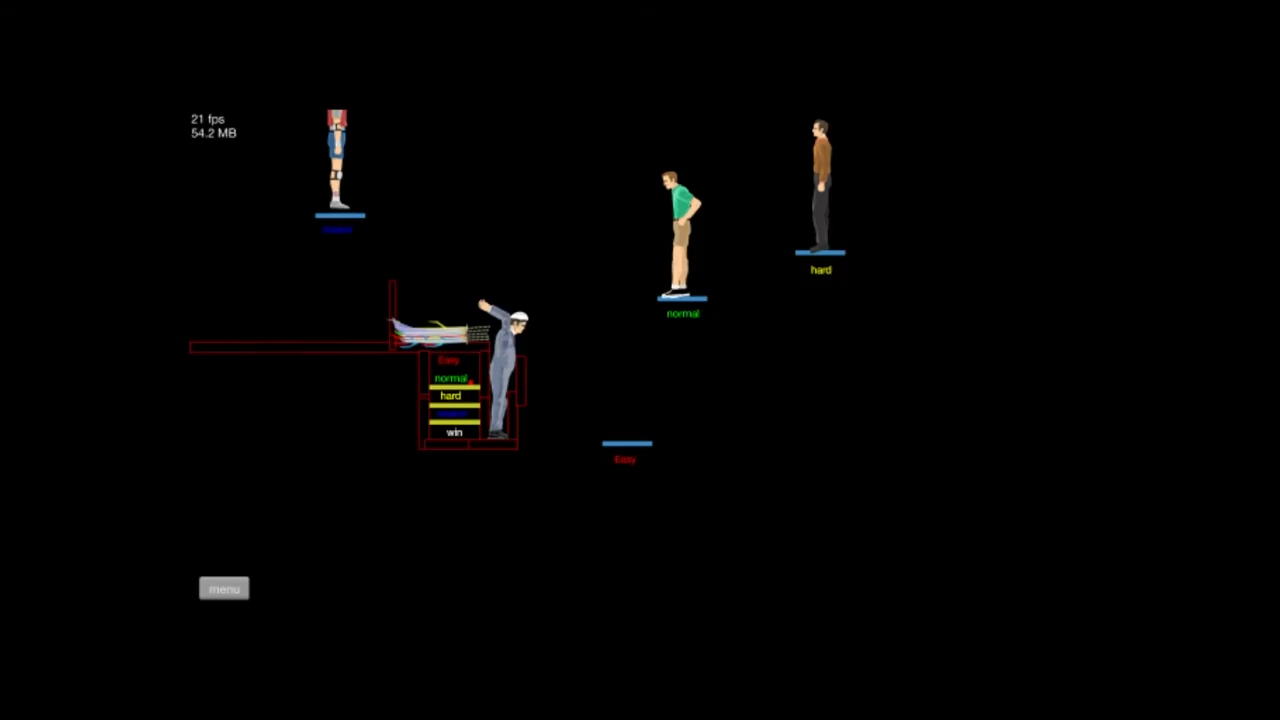 21 fps
54.2 MB
hard
normal
Easy
normal
hard
win
Easy
menu